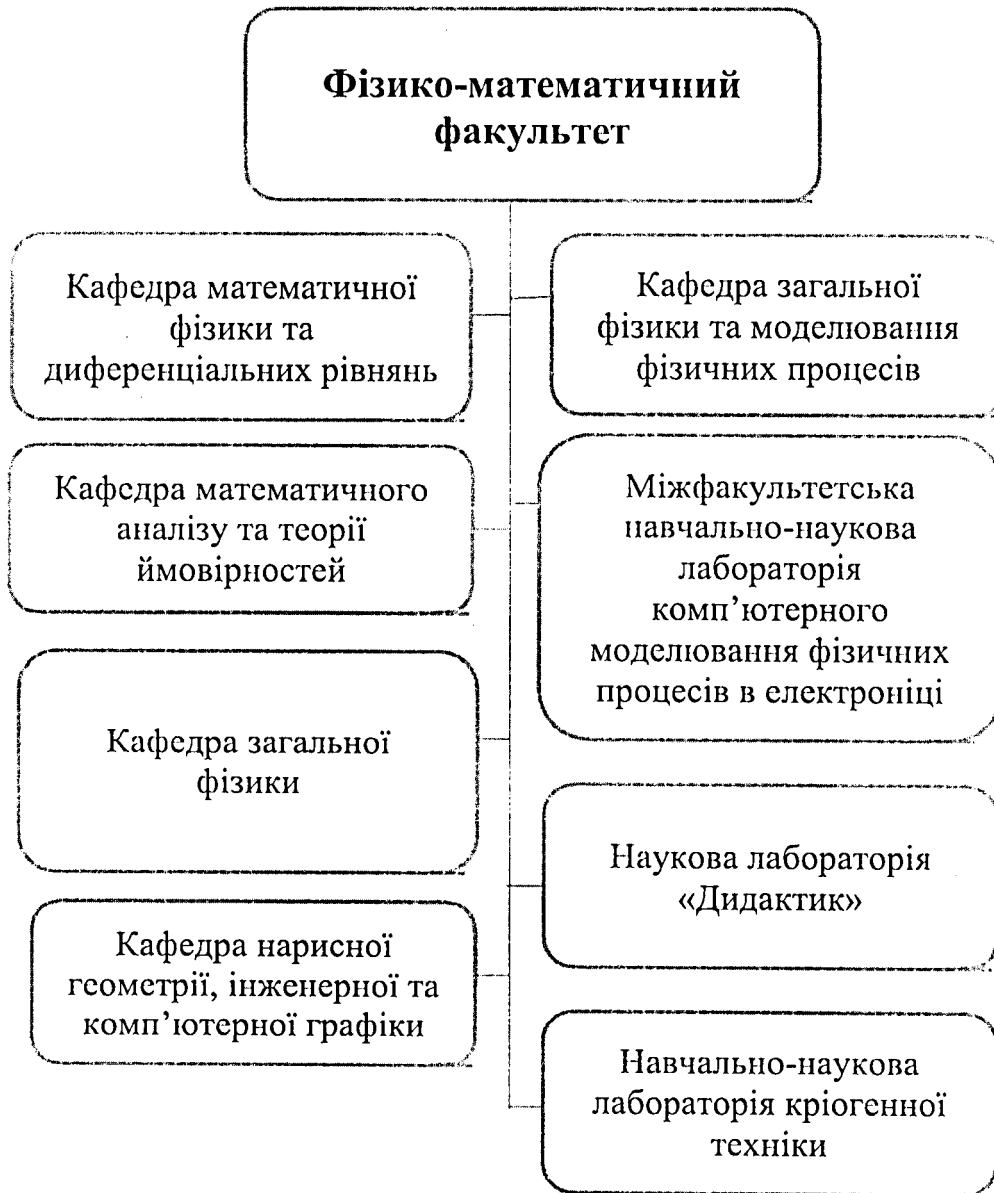 Фізико-математичний
факультет
Кафедра математичної
фізики та
диференціальних рівнянь
Кафедра загальної
фізики та моделювання
фізичних процесів
Кафедра математичного
аналізу та теорії
ймовірностей
Міжфакультетська
навчально-наукова
лабораторія
комп’ютерного
моделювання фізичних
процесів в електроніці
Кафедра загальної
фізики
Наукова лабораторія
«Дидактик»
Кафедра нарисної
геометрії, інженерної та
комп’ютерної графіки
Навчально-наукова
лабораторія кріогенної
техніки